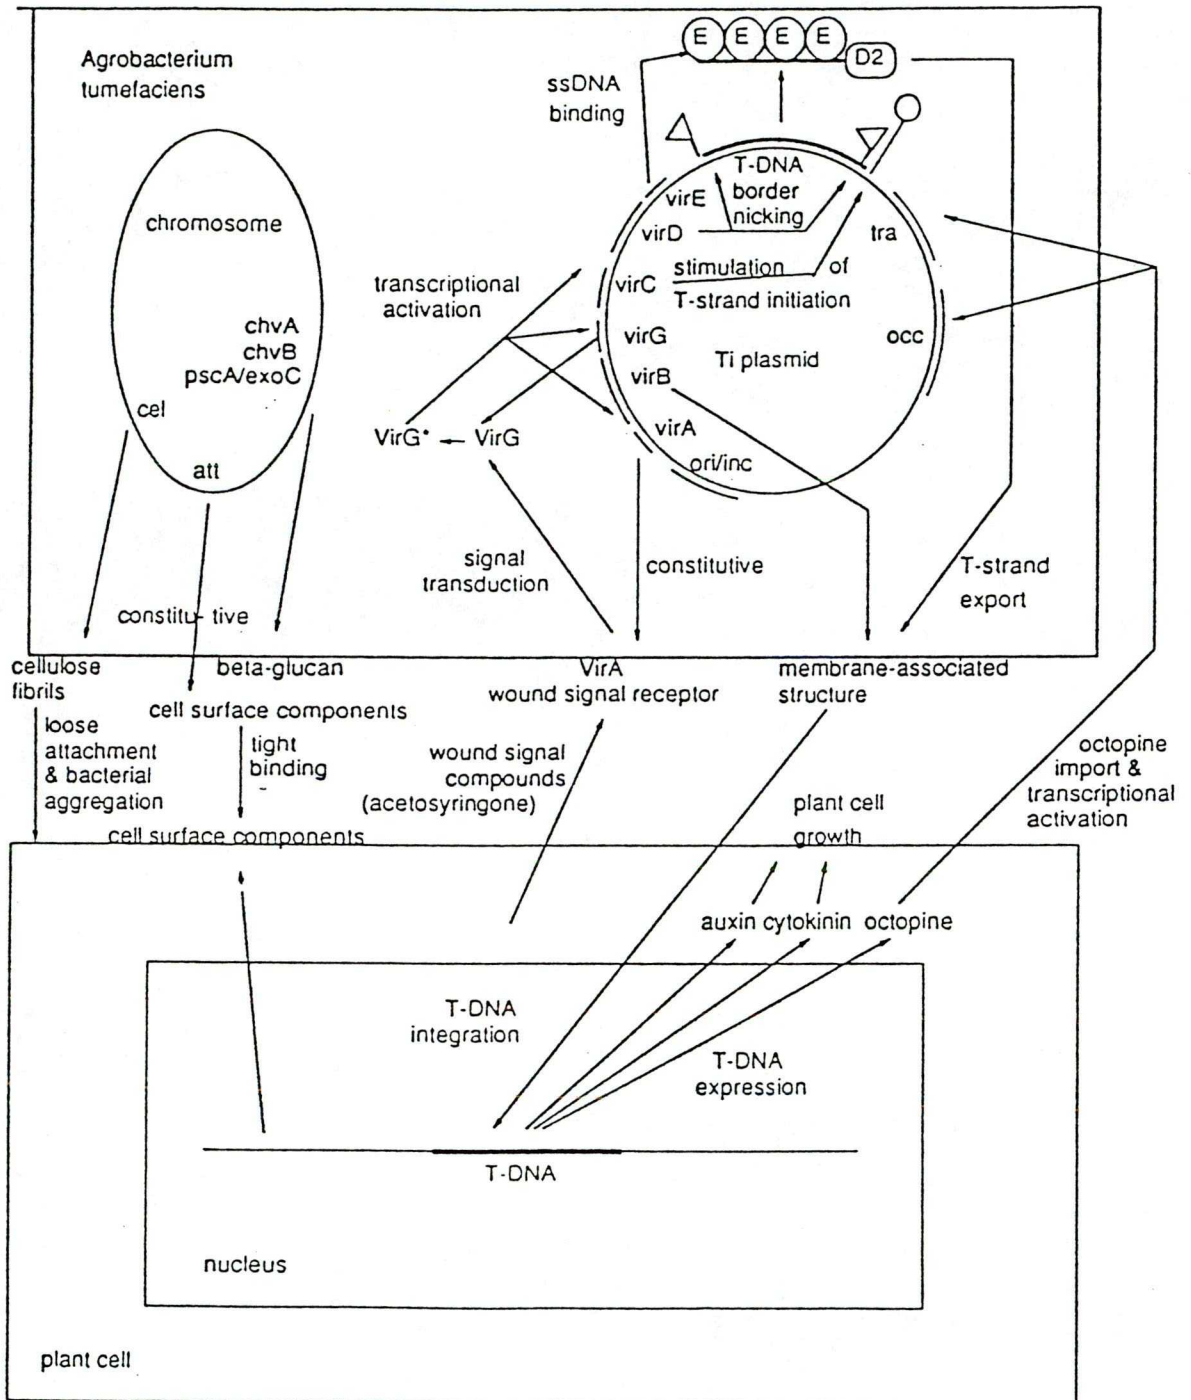 E E E E
D2
Agrobacterium
tumefaciens
ssDNA
binding
T-DNA
border
nicking
virE
virD
tra
chromosome
stimulation of
T-strand initiation
virC
transcriptional
activation
chvA
chvB
pscA/exoC
virG
occ
Ti plasmid
virB
cel
virA
VirG*
VirG
ori/inc
att
signal
transduction
constitutive
T-strand
export
constitu- tive
cellulose
fibrils
beta-glucan
VirA
wound signal receptor
membrane-associated
structure
cell surface components
loose
attachment
& bacterial
aggregation
tight
binding
wound signal
compounds
(acetosyringone)
octopine
import &
transcriptional
activation
plant cell
growth
cell surface components
auxin cytokinin octopine
T-DNA
integration
T-DNA
expression
T-DNA
nucleus
plant cell